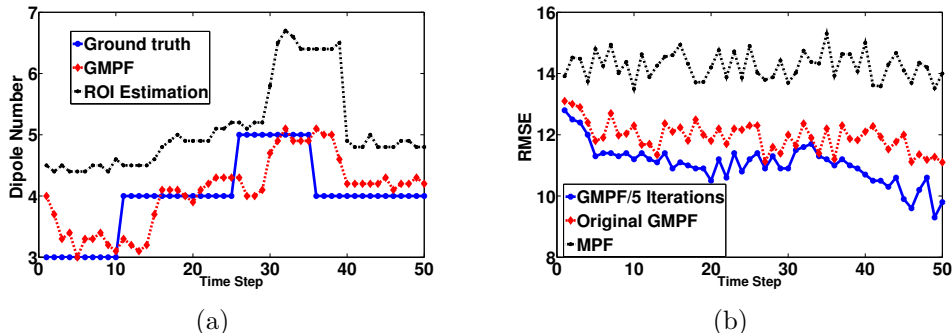 7
6
5
4
3
Dipole Number
Ground truth
GMPF
ROI Estimation
0 10 20 30 40 50
Time Step
(a)
16
14
12
10
8
RMSE
GMPF/5 Iterations
Original GMPF
MPF
0 10 20 30 40 50
Time Step
(b)